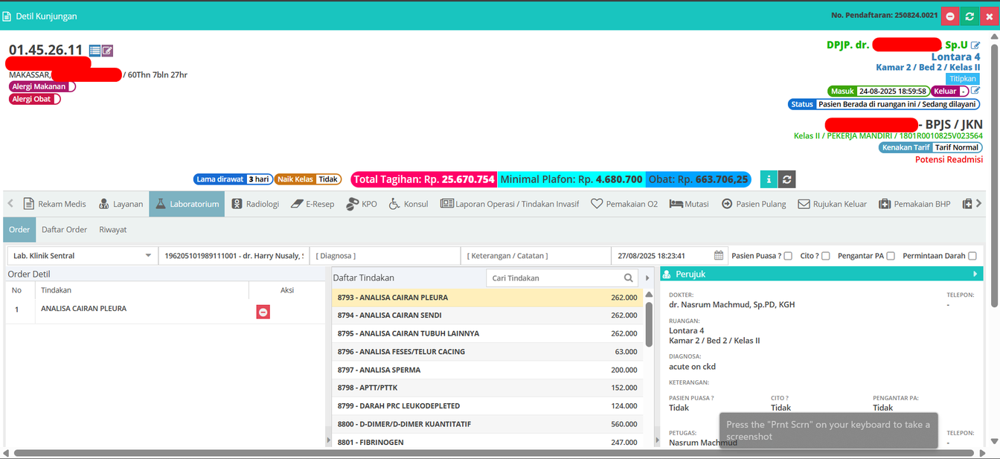 Detil Kunjungan
No. Pendaftaran: 250824.0021
01.45.26.11
MAKASSAR,
/ 60Thn 7bln 27hr
Alergi Makanan
Alergi Obat
DPJP. dr.
Sp.U
Lontara 4
Kamar 2 / Bed 2 / Kelas II
Titipkan
Masuk 24-08-2025 18:59:58 Keluar -
Status Pasien Berada di ruangan ini / Sedang dilayani
- BPJS / JKN
Kelas II / PEKERJA MANDIRI / 1801R0010825V023564
Kenakan Tarif Tarif Normal
Potensi Readmisi
Lama dirawat 3 hari Naik Kelas Tidak Total Tagihan: Rp. 25.670.754 Minimal Plafon: Rp. 4.680.700 Obat: Rp. 663.706,25
Rekam Medis Layanan Laboratorium Radiologi E-Resep KPO Konsul Laporan Operasi / Tindakan Invasif Pemakaian O2 Mutasi Pasien Pulang Rujukan Keluar Pemakaian BHP
Order Daftar Order Riwayat
Lab. Klinik Sentral 196205101989111001 - dr. Harry Nusaly, [ Diagnosa ] [ Keterangan / Catatan ] 27/08/2025 18:23:41 Pasien Puasa ? Cito ? Pengantar PA Permintaan Darah
Order Detil
No Tindakan Aksi
1 ANALISA CAIRAN PLEURA
Daftar Tindakan Cari Tindakan
8793 - ANALISA CAIRAN PLEURA 262.000
8794 - ANALISA CAIRAN SENDI 262.000
8795 - ANALISA CAIRAN TUBUH LAINNYA 262.000
8796 - ANALISA FESES/TELUR CACING 63.000
8797 - ANALISA SPERMA 200.000
8798 - APTT/PTTK 152.000
8799 - DARAH PRC LEUKODEPLETED 124.000
8800 - D-DIMER/D-DIMER KUANTITATIF 560.000
8801 - FIBRINOGEN 247.000
Perujuk
DOKTER: TELEPON:
dr. Nasrum Machmud, Sp.PD, KGH -
RUANGAN:
Lontara 4
Kamar 2 / Bed 2 / Kelas II
DIAGNOSA:
acute on ckd
KETERANGAN:
PASIEN PUASA ? CITO ? PENGANTAR PA:
Tidak Tidak Tidak
PETUGAS: TELEPON:
Nasrum Machmud -
Press the "Prnt Scrn" on your keyboard to take a
screenshot